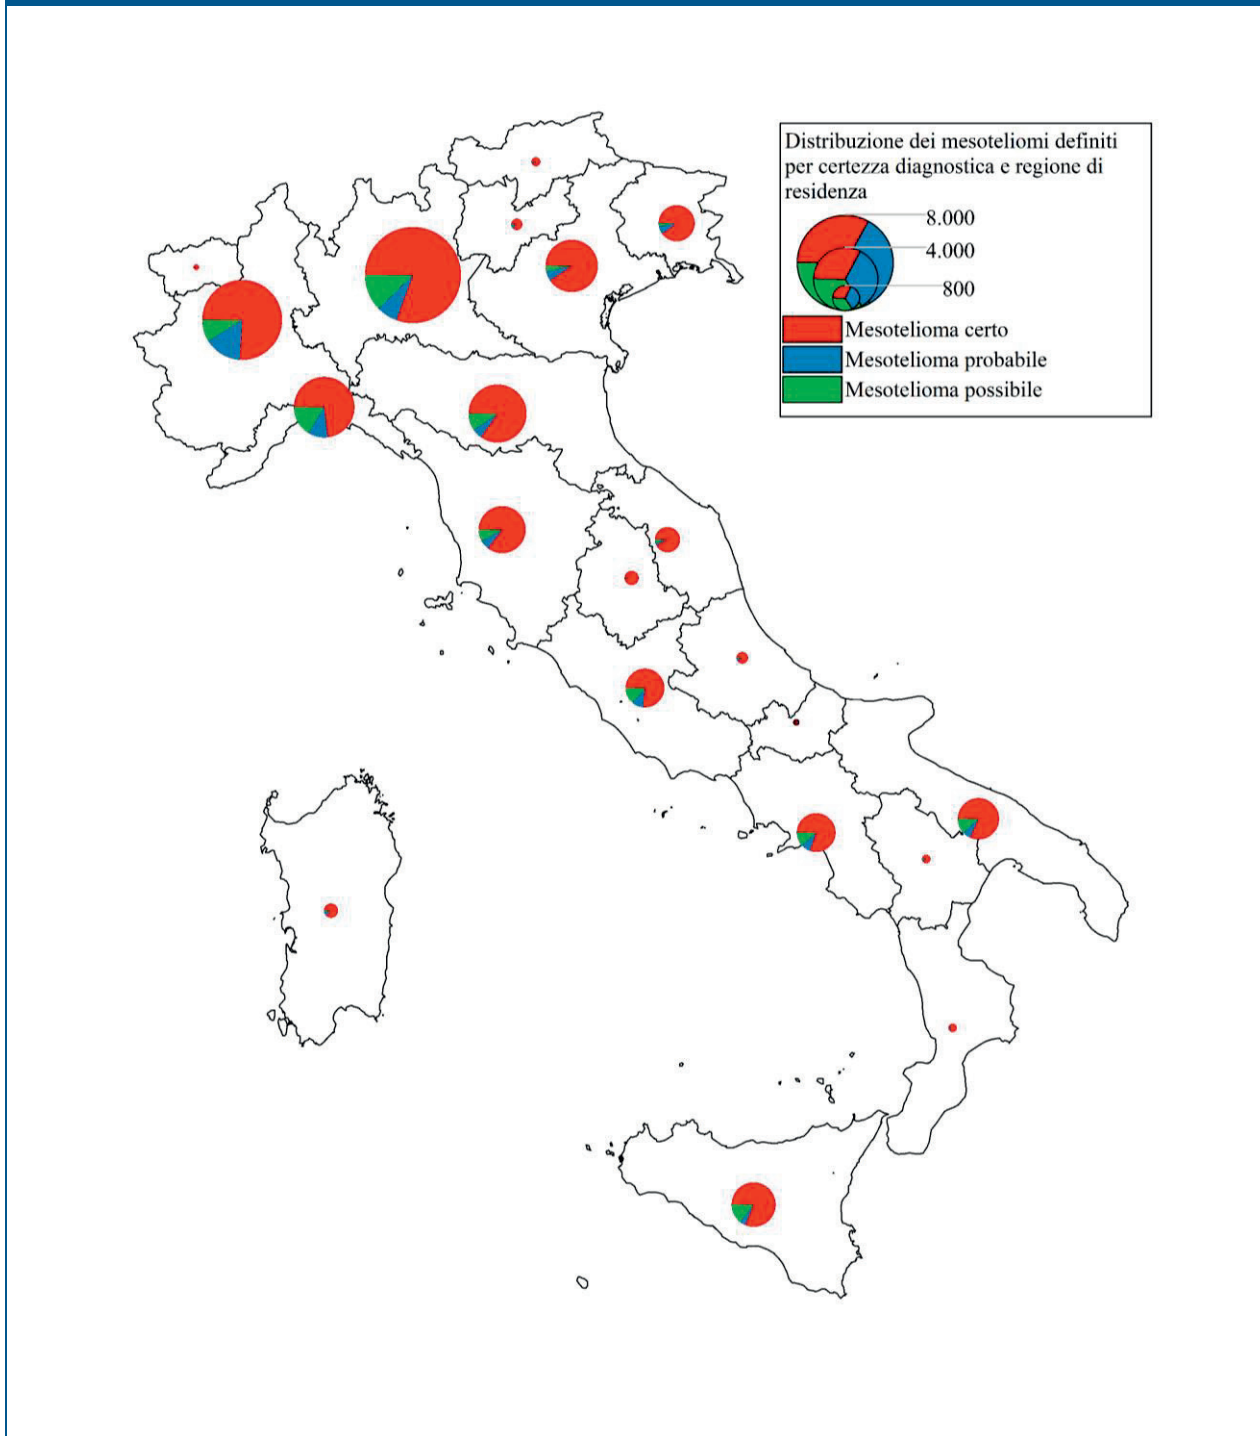 Distribuzione dei mesoteliomi definiti
per certezza diagnostica e regione di
residenza
8.000
4.000
800
Mesotelioma certo
Mesotelioma probabile
Mesotelioma possibile